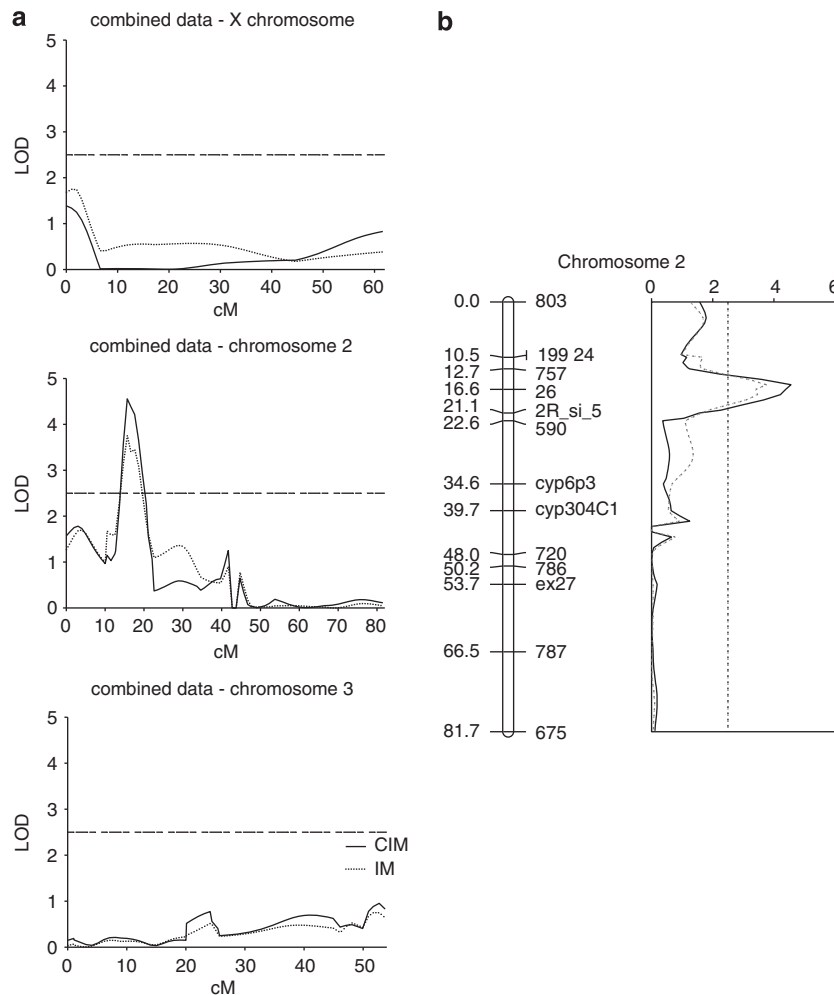 a
combined data - X chromosome
5
4
3
2
1
0
LOD
0 10 20 30 40 50 60
cM
combined data - chromosome 2
5
4
3
2
1
0
LOD
0 10 20 30 40 50 60 70 80
cM
combined data - chromosome 3
5
4
3
2
1
0
LOD
CIM
IM
0 10 20 30 40 50
cM
b
Chromosome 2
0 2 4 6
0.0 803
10.5 199 24
12.7 757
16.6 26
21.1 2R_si_5
22.6 590
34.6 cyp6p3
39.7 cyp304C1
48.0 720
50.2 786
53.7 ex27
66.5 787
81.7 675